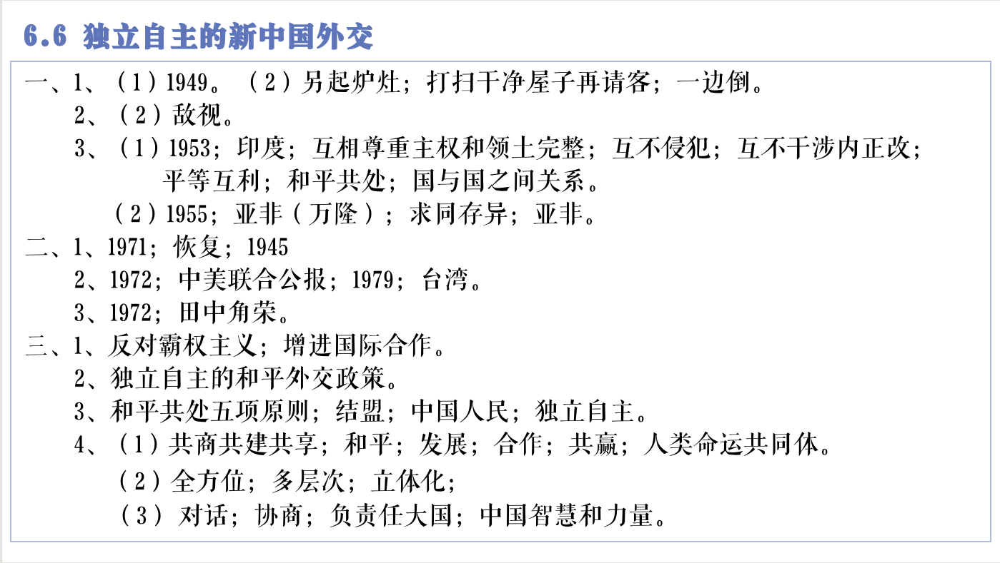 6.6 独立自主的新中国外交
一、1、（1）1949。（2）另起炉灶；打扫干净屋子再请客；一边倒。
2、（2）敌视。
3、（1）1953；印度；互相尊重主权和领土完整；互不侵犯；互不干涉内正改；
平等互利；和平共处；国与国之间关系。
（2）1955；亚非（万隆）；求同存异；亚非。
二、1、1971；恢复；1945
2、1972；中美联合公报；1979；台湾。
3、1972；田中角荣。
三、1、反对霸权主义；增进国际合作。
2、独立自主的和平外交政策。
3、和平共处五项原则；结盟；中国人民；独立自主。
4、（1）共商共建共享；和平；发展；合作；共赢；人类命运共同体。
（2）全方位；多层次；立体化；
（3）对话；协商；负责任大国；中国智慧和力量。